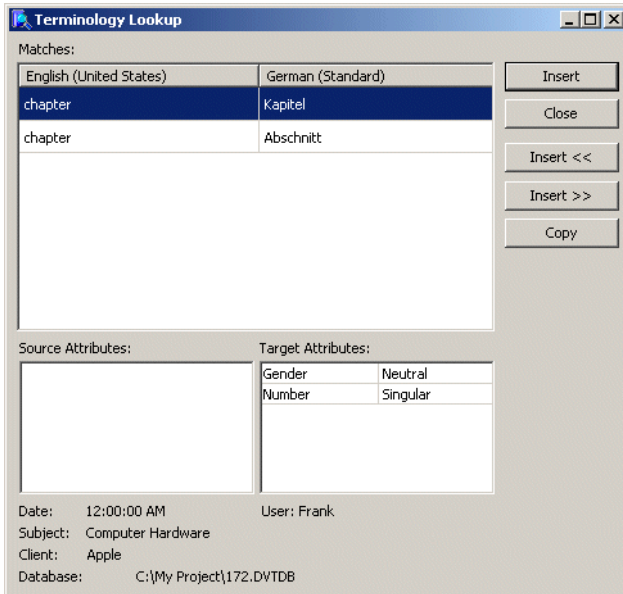 Terminology Lookup
Matches:
English (United States) German (Standard)
chapter Kapitel
chapter Abschnitt
Insert
Close
Insert <<
Insert >>
Copy
Source Attributes: Target Attributes:
Gender Neutral
Number Singular
Date: 12:00:00 AM User: Frank
Subject: Computer Hardware
Client: Apple
Database: C:\My Project\172.DVTDB